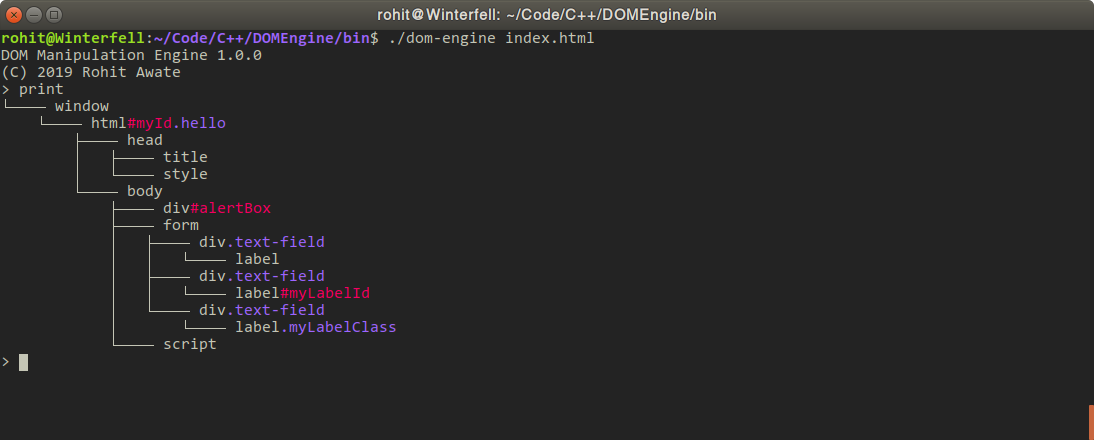 rohit@Winterfell: ~/Code/C++/DOMEngine/bin
rohit@Winterfell:~/Code/C++/DOMEngine/bin$ ./dom-engine index.html
DOM Manipulation Engine 1.0.0
(C) 2019 Rohit Awate
> print
└─── window
    └─── html#myId.hello
        ├─── head
        │   ├─── title
        │   └─── style
        └─── body
            ├─── div#alertBox
            ├─── form
            │   ├─── div.text-field
            │   │   └─── label
            │   ├─── div.text-field
            │   │   └─── label#myLabelId
            │   └─── div.text-field
            │       └─── label.myLabelClass
            └─── script
>